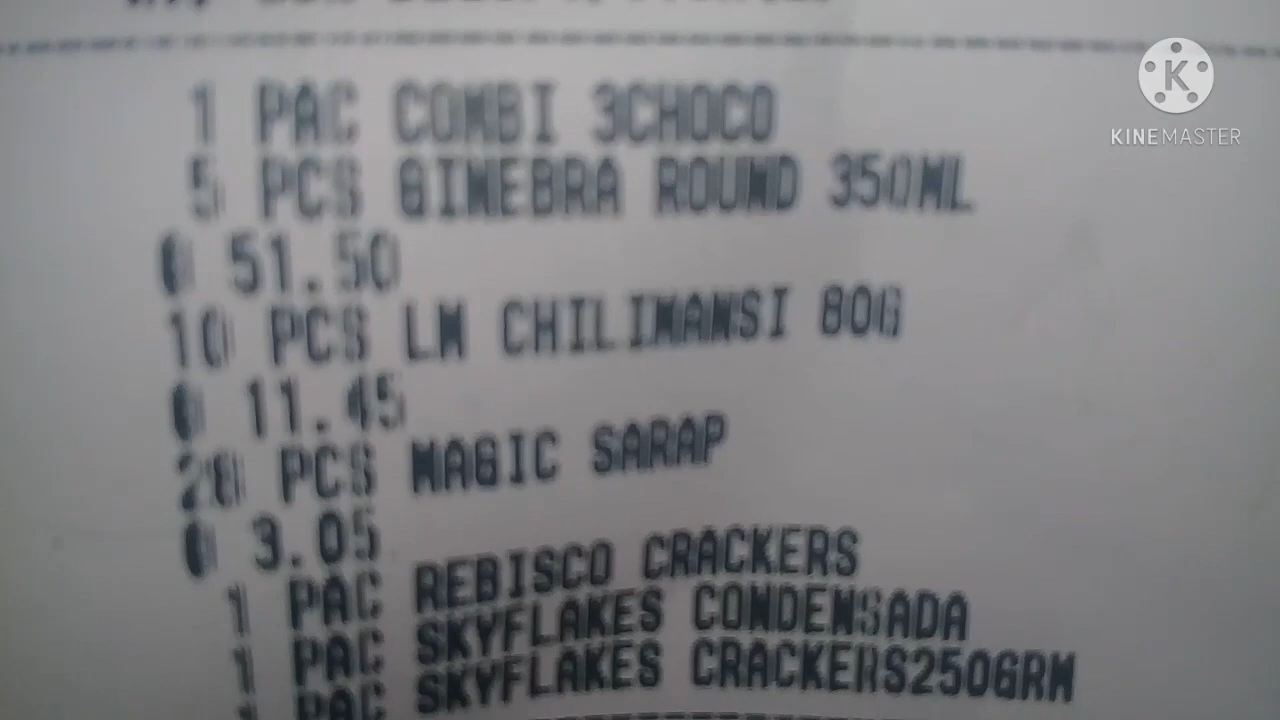 1 PAC COMBI 3CHOCO
5 PCS GINEBRA ROUND 350ML
@ 51.50
10 PCS LM CHILIMANSI 80G
@ 11.45
28 PCS MAGIC SARAP
@ 3.05
1 PAC REBISCO CRACKERS
1 PAC SKYFLAKES CONDENSADA
1 PAC SKYFLAKES CRACKERS250GRM
KINEMASTER